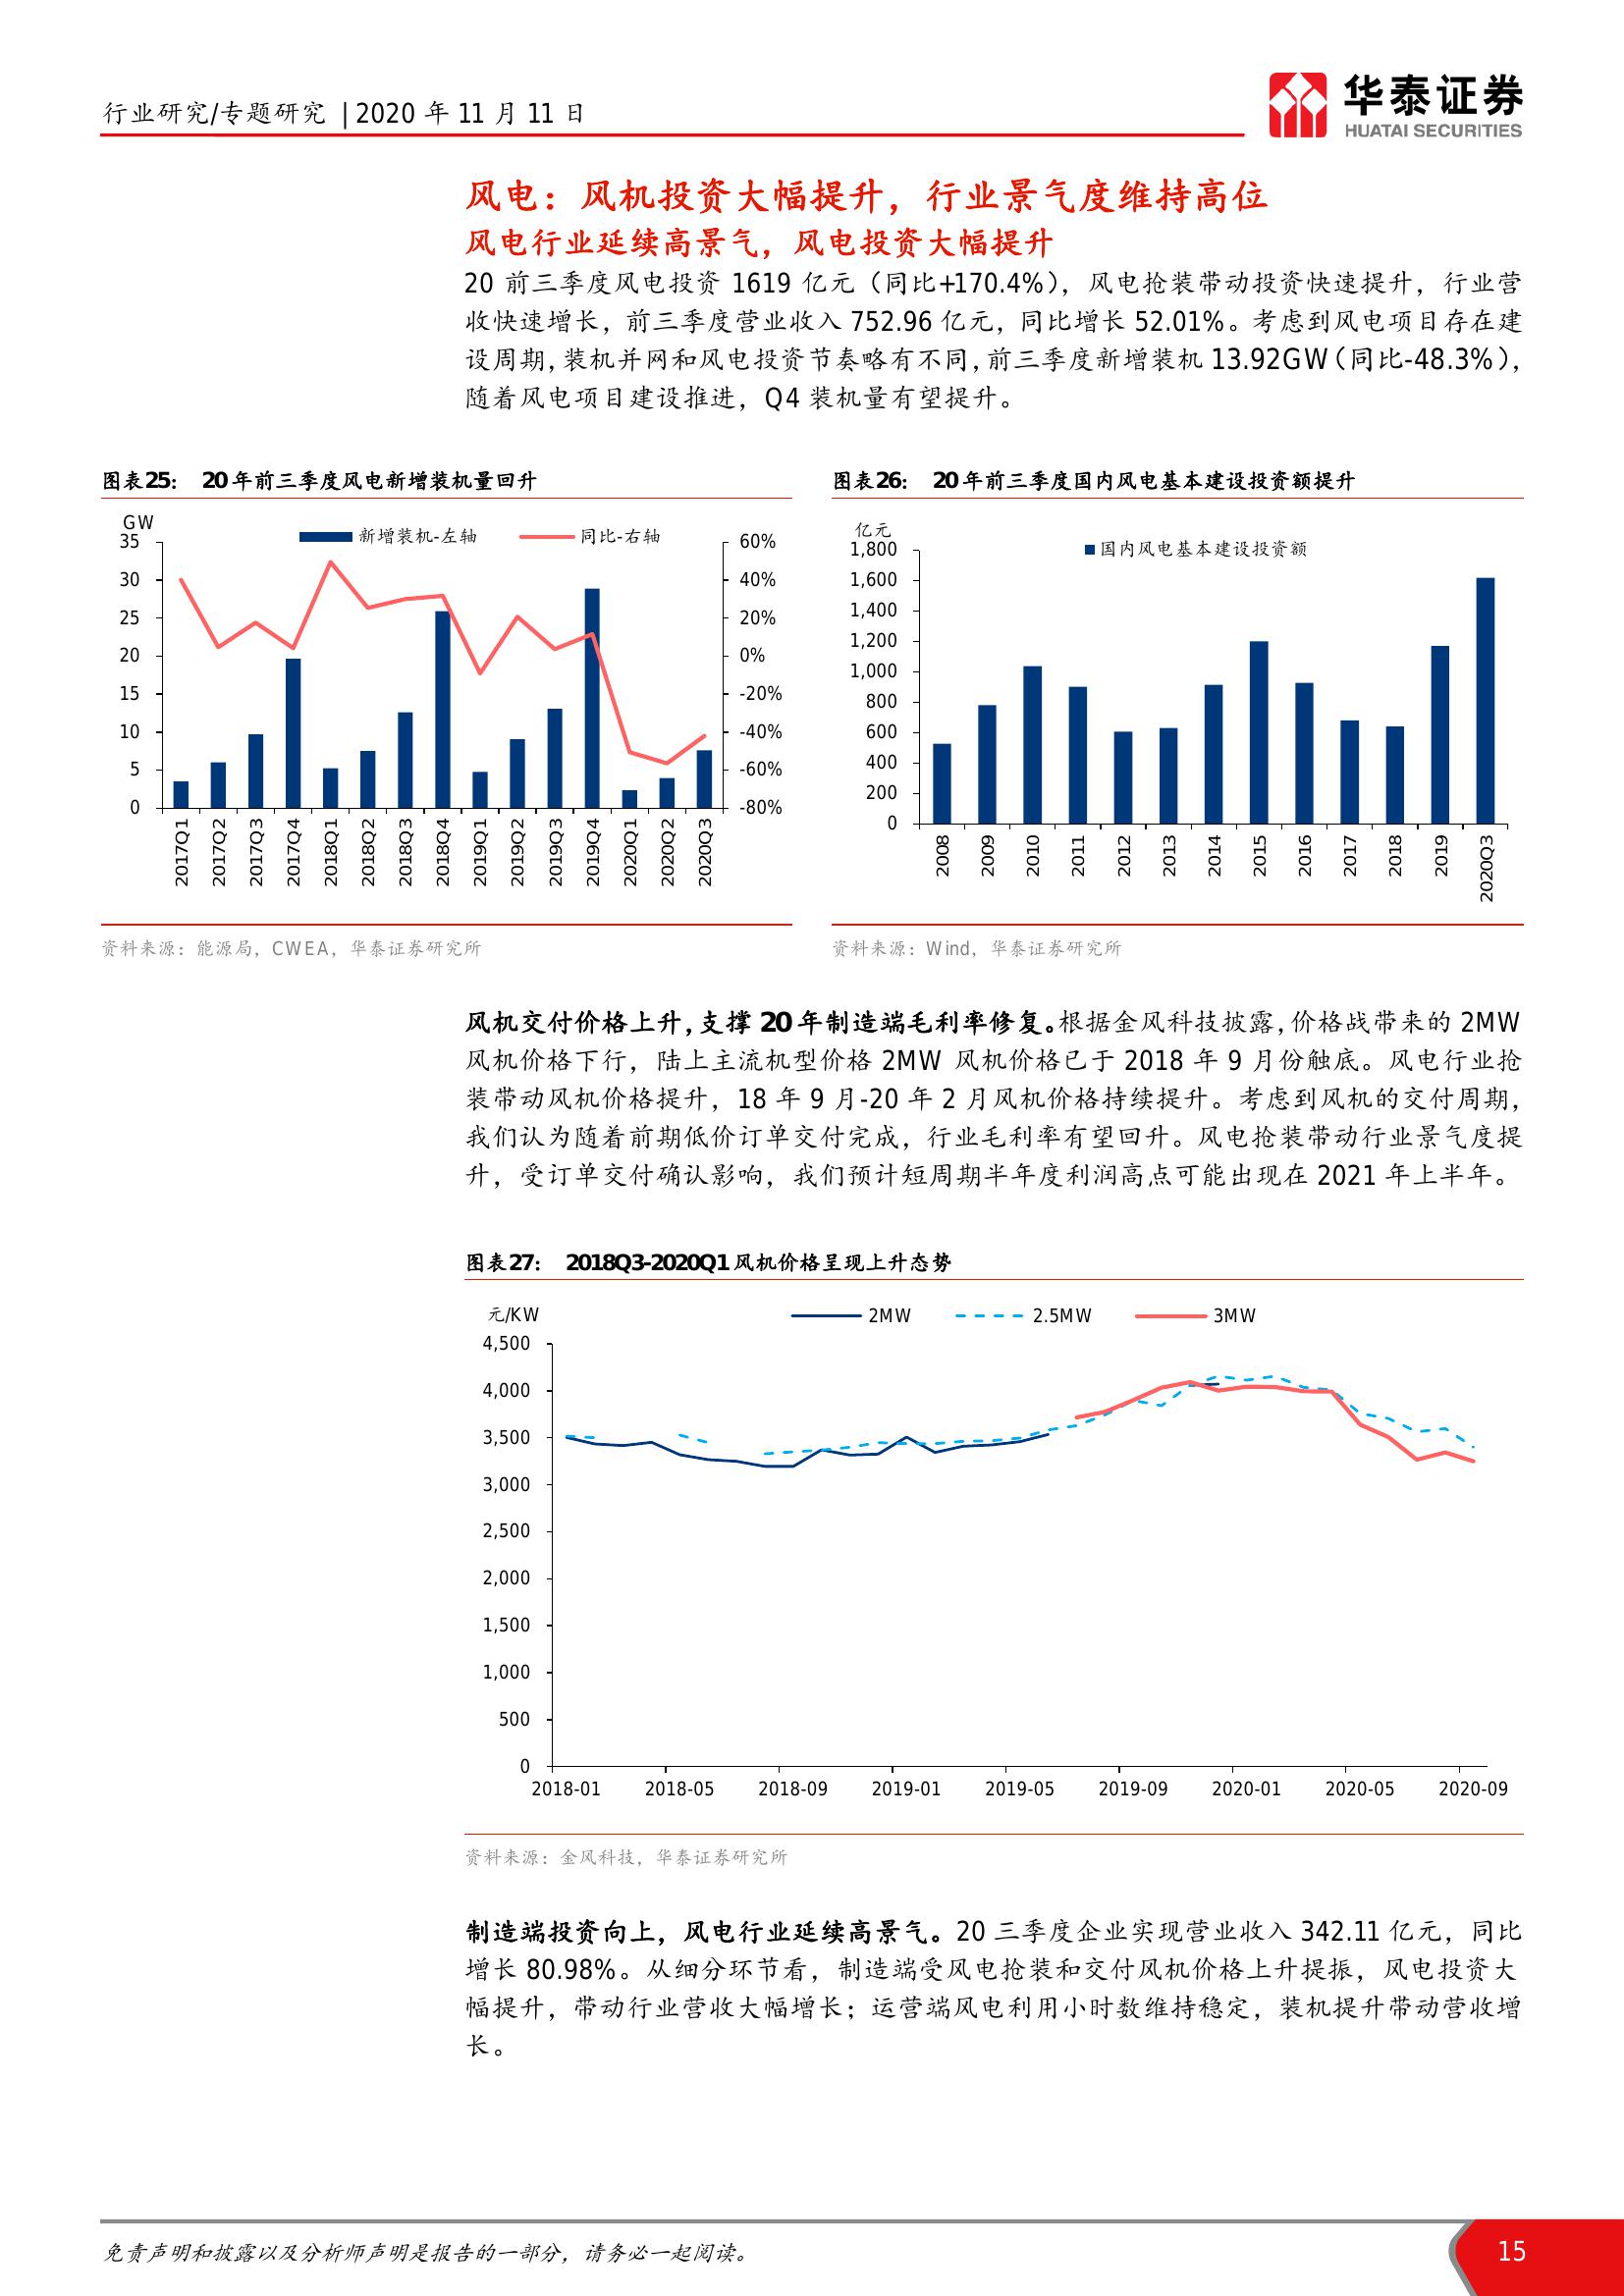 行业研究/专题研究 | 2020 年 11 月 11 日
华泰证券
HUATAI SECURITIES
风电：风机投资大幅提升，行业景气度维持高位
风电行业延续高景气，风电投资大幅提升
20 前三季度风电投资 1619 亿元（同比+170.4%），风电抢装带动投资快速提升，行业营
收快速增长，前三季度营业收入 752.96 亿元，同比增长 52.01%。考虑到风电项目存在建
设周期，装机并网和风电投资节奏略有不同，前三季度新增装机 13.92GW（同比-48.3%），
随着风电项目建设推进，Q4 装机量有望提升。
图表25： 20 年前三季度风电新增装机量回升
GW
新增装机-左轴 同比-右轴
35 60%
30 40%
25 20%
20 0%
15 -20%
10 -40%
5 -60%
0 -80%
2017Q1 2017Q2 2017Q3 2017Q4 2018Q1 2018Q2 2018Q3 2018Q4 2019Q1 2019Q2 2019Q3 2019Q4 2020Q1 2020Q2 2020Q3
资料来源：能源局，CWEA，华泰证券研究所
图表26： 20 年前三季度国内风电基本建设投资额提升
亿元
国内风电基本建设投资额
1,800
1,600
1,400
1,200
1,000
800
600
400
200
0
2008 2009 2010 2011 2012 2013 2014 2015 2016 2017 2018 2019 2020Q3
资料来源：Wind，华泰证券研究所
风机交付价格上升，支撑 20 年制造端毛利率修复。根据金风科技披露，价格战带来的 2MW
风机价格下行，陆上主流机型价格 2MW 风机价格已于 2018 年 9 月份触底。风电行业抢
装带动风机价格提升，18 年 9 月-20 年 2 月风机价格持续提升。考虑到风机的交付周期，
我们认为随着前期低价订单交付完成，行业毛利率有望回升。风电抢装带动行业景气度提
升，受订单交付确认影响，我们预计短周期半年度利润高点可能出现在 2021 年上半年。
图表27： 2018Q3-2020Q1 风机价格呈现上升态势
元/KW
2MW 2.5MW 3MW
4,500
4,000
3,500
3,000
2,500
2,000
1,500
1,000
500
0
2018-01 2018-05 2018-09 2019-01 2019-05 2019-09 2020-01 2020-05 2020-09
资料来源：金风科技，华泰证券研究所
制造端投资向上，风电行业延续高景气。20 三季度企业实现营业收入 342.11 亿元，同比
增长 80.98%。从细分环节看，制造端受风电抢装和交付风机价格上升提振，风电投资大
幅提升，带动行业营收大幅增长；运营端风电利用小时数维持稳定，装机提升带动营收增
长。
免责声明和披露以及分析师声明是报告的一部分，请务必一起阅读。
15